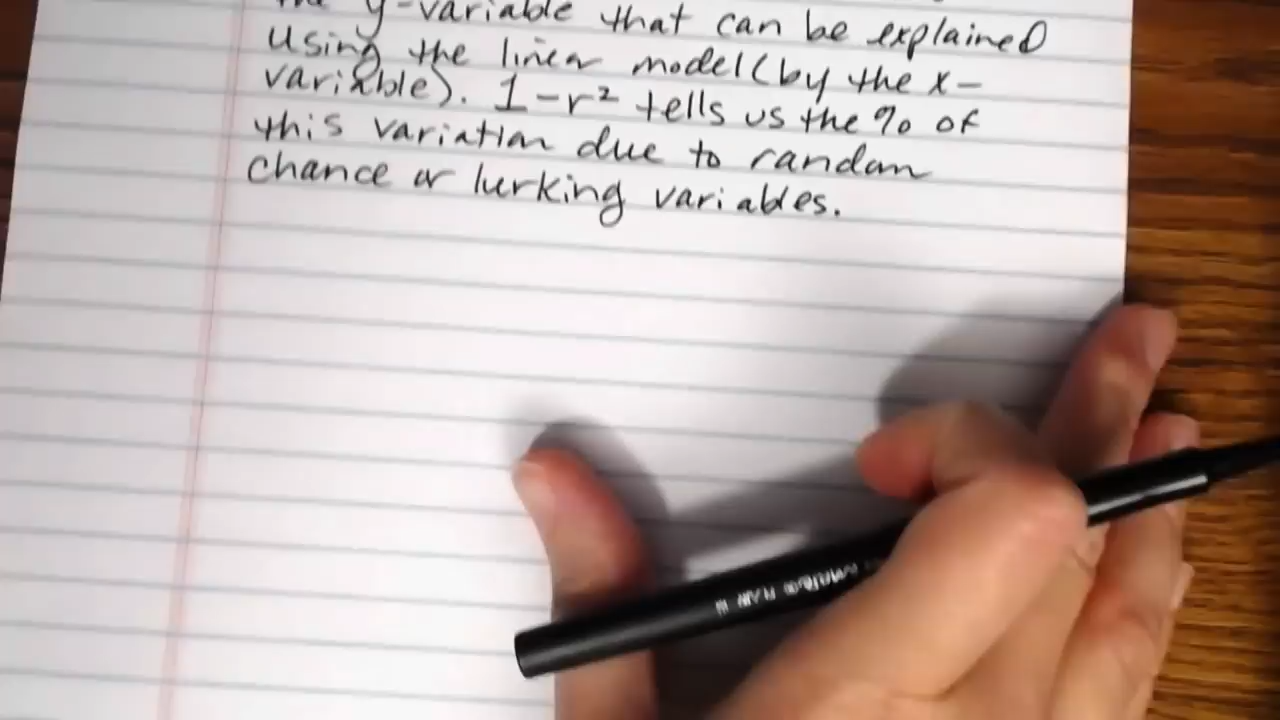 the y-variable that can be explained
using the linear model (by the x-
variable). 1-r² tells us the % of
this variation due to random
chance or lurking variables.